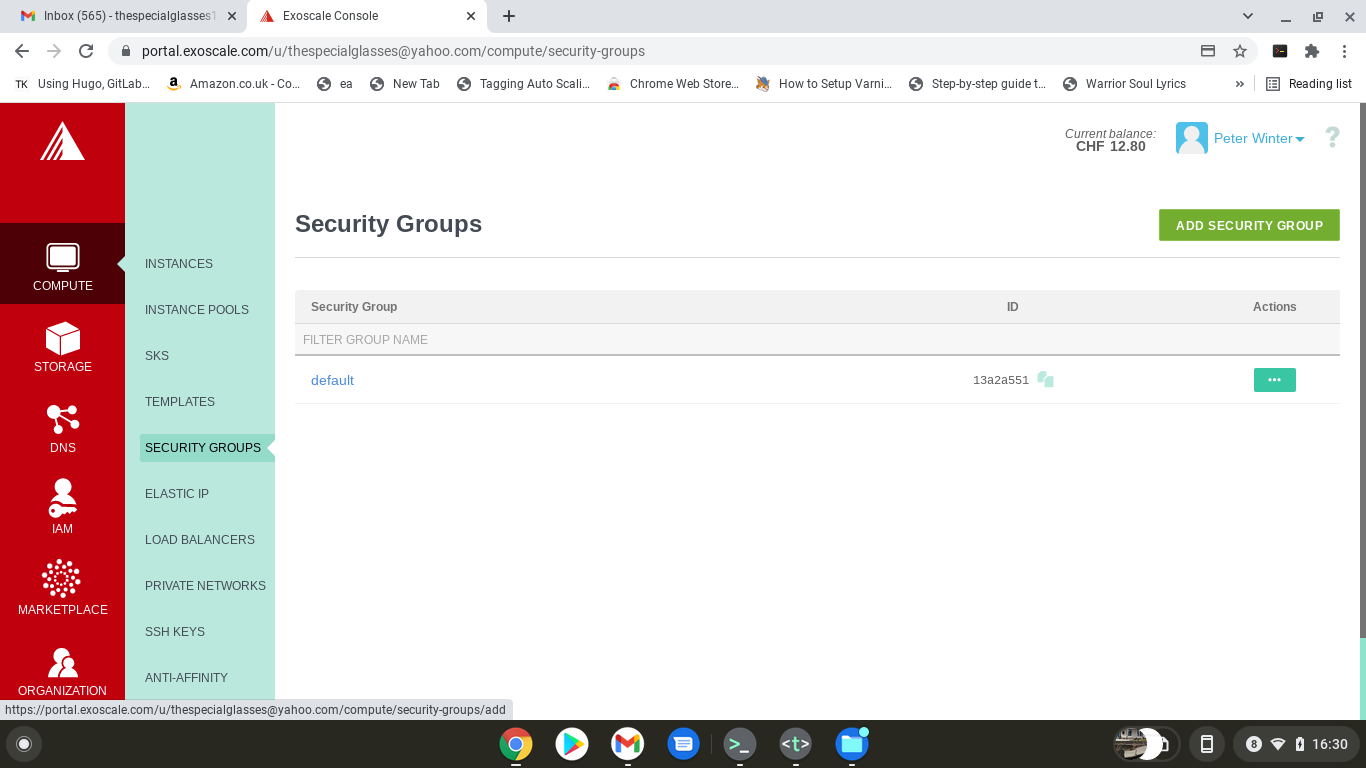 Inbox (565) - thespecialglasses1
Exoscale Console
portal.exoscale.com/u/thespecialglasses@yahoo.com/compute/security-groups
TK Using Hugo, GitLab…
Amazon.co.uk - Co…
ea
New Tab
Tagging Auto Scali…
Chrome Web Store…
How to Setup Varni…
Step-by-step guide t…
Warrior Soul Lyrics
»
Reading list
Current balance:
CHF 12.80
Peter Winter
?
COMPUTE
STORAGE
DNS
IAM
MARKETPLACE
ORGANIZATION
INSTANCES
INSTANCE POOLS
SKS
TEMPLATES
SECURITY GROUPS
ELASTIC IP
LOAD BALANCERS
PRIVATE NETWORKS
SSH KEYS
ANTI-AFFINITY
Security Groups
ADD SECURITY GROUP
Security Group ID Actions
FILTER GROUP NAME
default 13a2a551
https://portal.exoscale.com/u/thespecialglasses@yahoo.com/compute/security-groups/add
>_
<t>
8
16:30